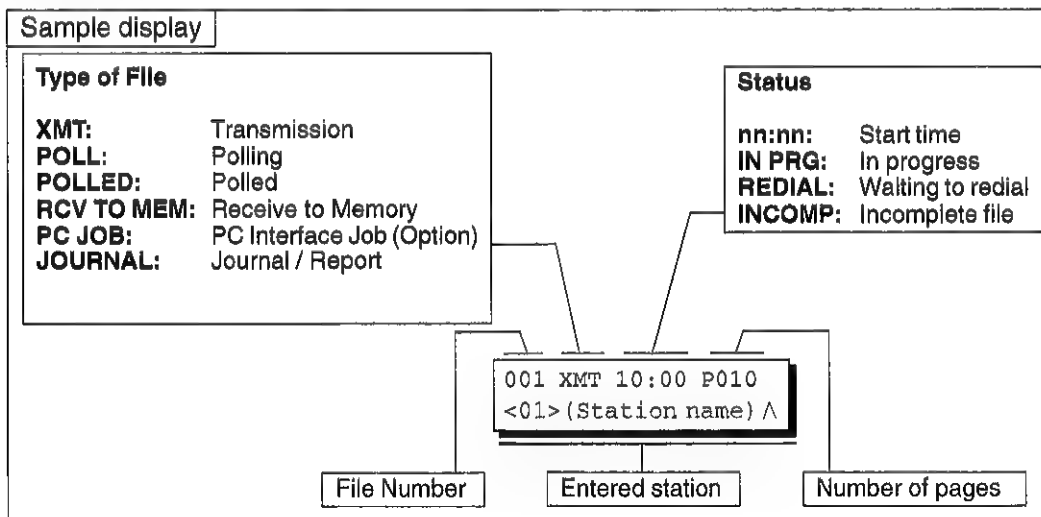 Sample display
Type of File
XMT: Transmission
POLL: Polling
POLLED: Polled
RCV TO MEM: Receive to Memory
PC JOB: PC Interface Job (Option)
JOURNAL: Journal / Report
Status
nn:nn: Start time
IN PRG: In progress
REDIAL: Waiting to redial
INCOMP: Incomplete file
001 XMT 10:00 P010
<01>(Station name) Λ
File Number
Entered station
Number of pages